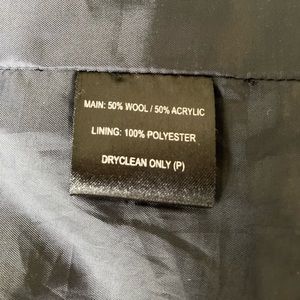 MAIN: 50% WOOL / 50% ACRYLIC
LINING: 100% POLYESTER
DRYCLEAN ONLY (P)